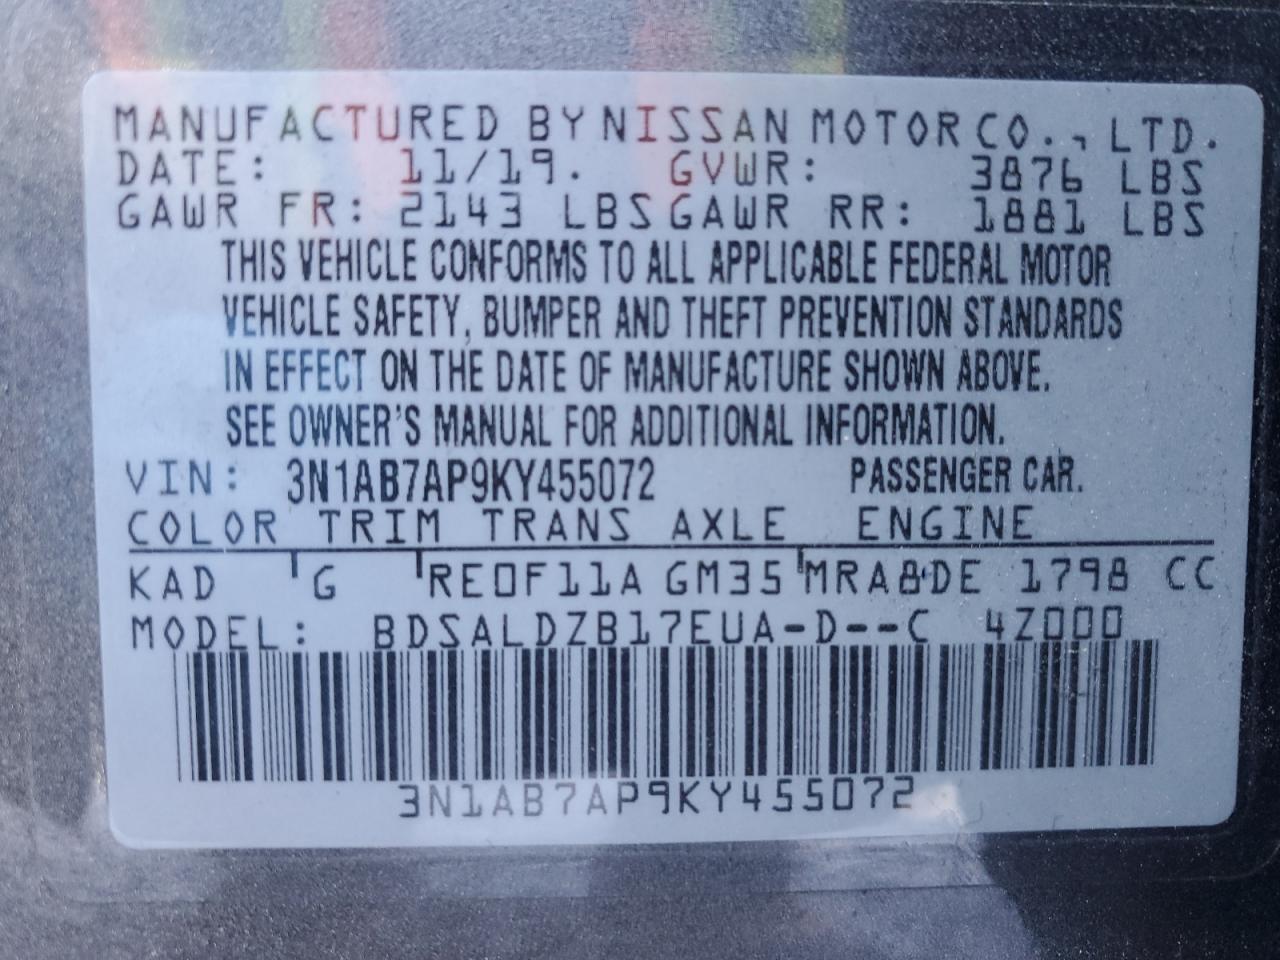 MANUFACTURED BY NISSAN MOTOR CO., LTD.
DATE: 11/19. GVWR: 3876 LBS
GAWR FR: 2143 LBS GAWR RR: 1881 LBS
THIS VEHICLE CONFORMS TO ALL APPLICABLE FEDERAL MOTOR
VEHICLE SAFETY, BUMPER AND THEFT PREVENTION STANDARDS
IN EFFECT ON THE DATE OF MANUFACTURE SHOWN ABOVE.
SEE OWNER'S MANUAL FOR ADDITIONAL INFORMATION.
VIN: 3N1AB7AP9KY455072 PASSENGER CAR.
COLOR TRIM TRANS AXLE ENGINE
KAD G RE0F11A GM35 MRA8DE 1798 CC
MODEL: BDSALDZB17EUA-D--C 4Z000
3N1AB7AP9KY455072